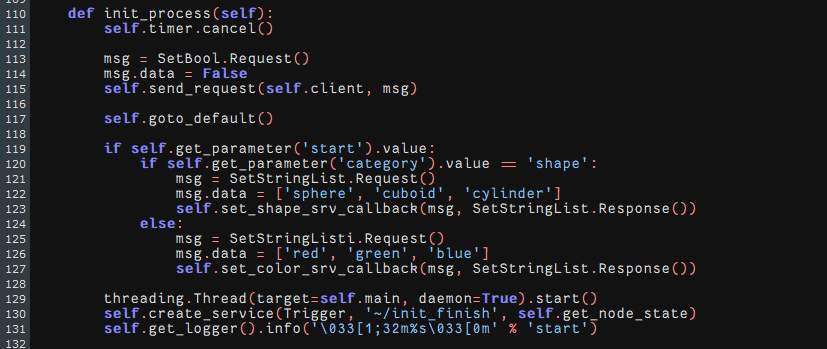 110 def init_process(self):
111 self.timer.cancel()
112
113 msg = SetBool.Request()
114 msg.data = False
115 self.send_request(self.client, msg)
116
117 self.goto_default()
118
119 if self.get_parameter('start').value:
120 if self.get_parameter('category').value == 'shape':
121 msg = SetStringList.Request()
122 msg.data = ['sphere', 'cuboid', 'cylinder']
123 self.set_shape_srv_callback(msg, SetStringList.Response())
124 else:
125 msg = SetStringListi.Request()
126 msg.data = ['red', 'green', 'blue']
127 self.set_color_srv_callback(msg, SetStringList.Response())
128
129 threading.Thread(target=self.main, daemon=True).start()
130 self.create_service(Trigger, '~/init_finish', self.get_node_state)
131 self.get_logger().info('\033[1;32m%s\033[0m' % 'start')
132